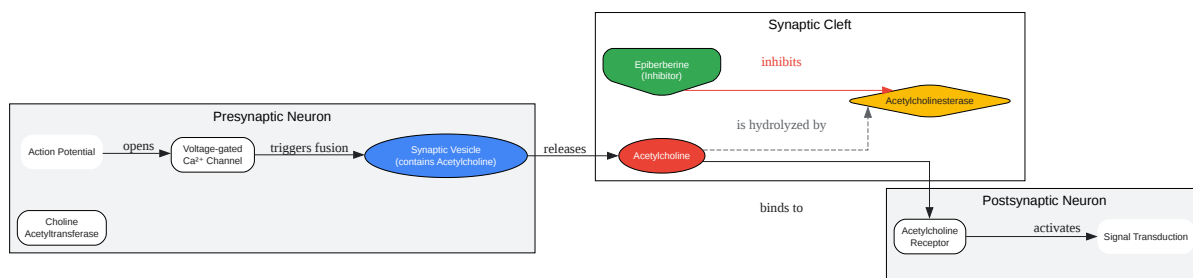 Synaptic Cleft
Epiberberine
(Inhibitor)
inhibits
Acetylcholinesterase
is hydrolyzed by
Presynaptic Neuron
Action Potential
opens
Voltage-gated
Ca²⁺ Channel
triggers fusion
Synaptic Vesicle
(contains Acetylcholine)
releases
Acetylcholine
Choline
Acetyltransferase
binds to
Postsynaptic Neuron
Acetylcholine
Receptor
activates
Signal Transduction